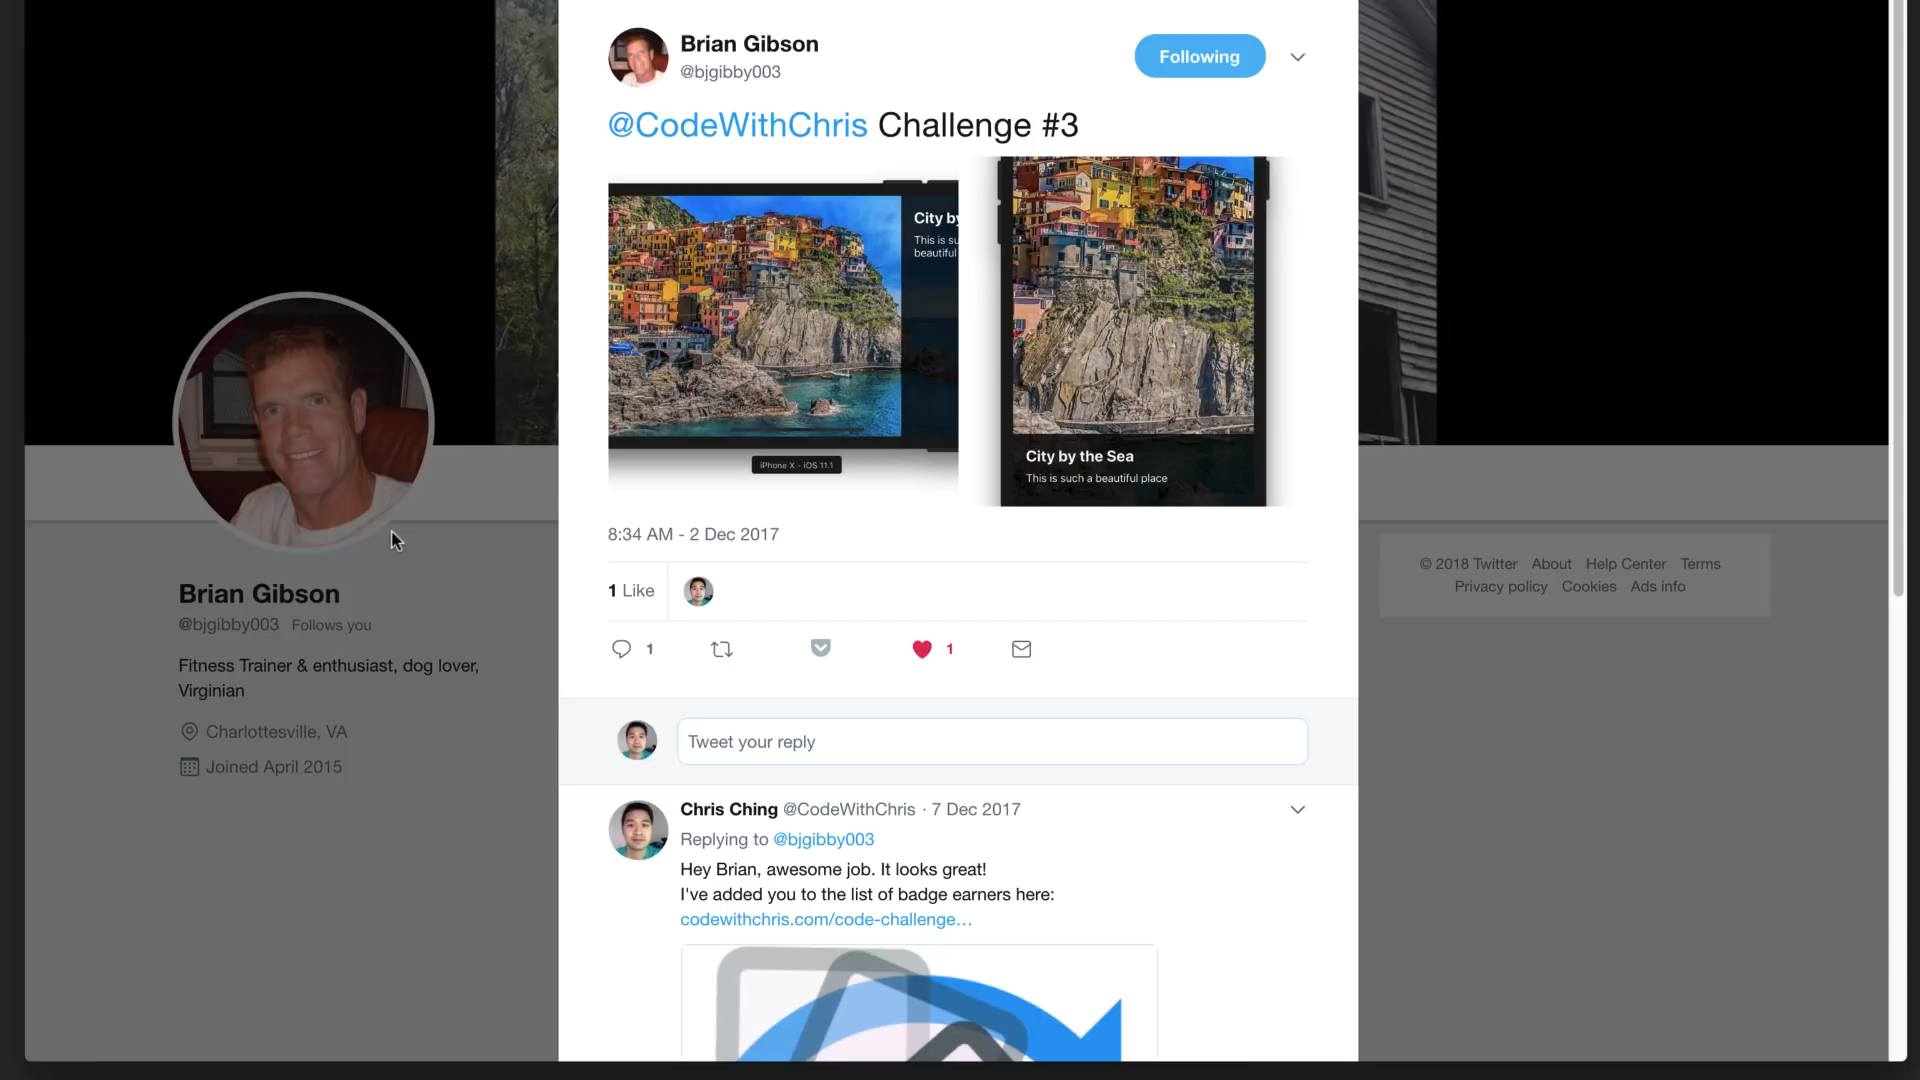 Brian Gibson
@bjgibby003
Following
@CodeWithChris Challenge #3
City by
This is su
beautiful
iPhone X - iOS 11.1
City by the Sea
This is such a beautiful place
8:34 AM - 2 Dec 2017
1 Like
1
1
Tweet your reply
Chris Ching @CodeWithChris · 7 Dec 2017
Replying to @bjgibby003
Hey Brian, awesome job. It looks great!
I've added you to the list of badge earners here:
codewithchris.com/code-challenge…
Brian Gibson
@bjgibby003 Follows you
Fitness Trainer & enthusiast, dog lover,
Virginian
Charlottesville, VA
Joined April 2015
© 2018 Twitter About Help Center Terms
Privacy policy Cookies Ads info